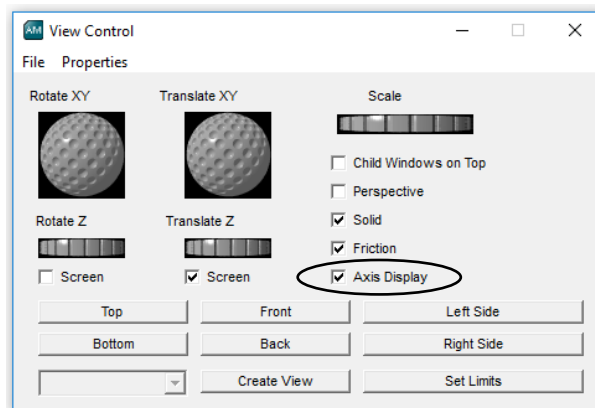 AM View Control
File Properties
Rotate XY Translate XY Scale
Child Windows on Top
Perspective
Rotate Z Translate Z Solid
Friction
Screen Screen Axis Display
Top Front Left Side
Bottom Back Right Side
Create View Set Limits